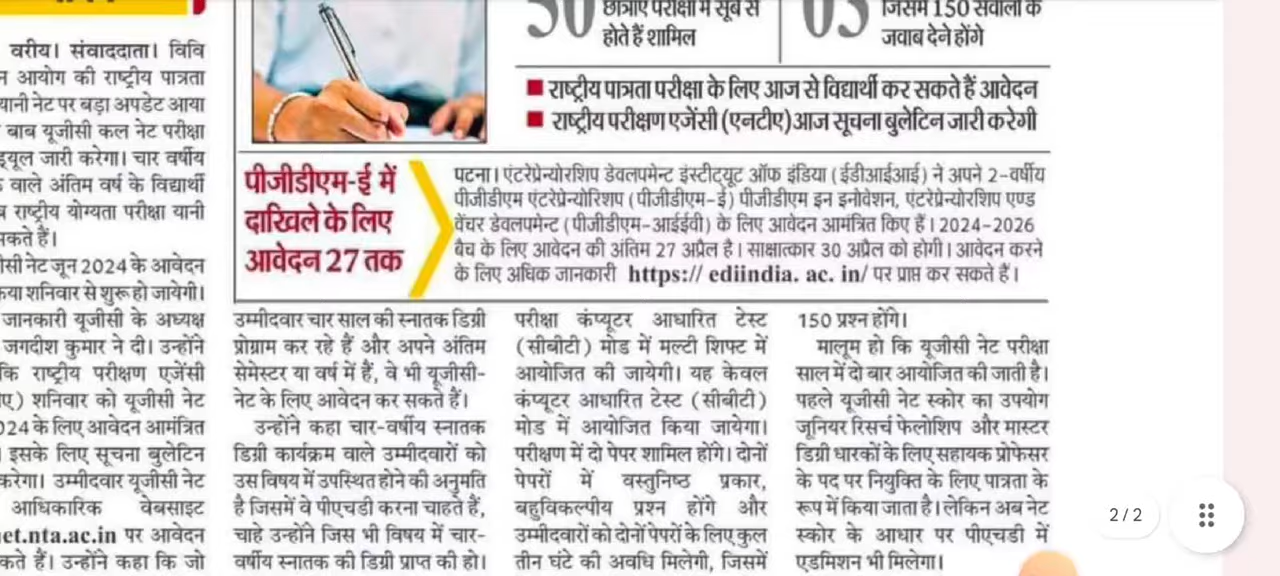 छात्राएं परीक्षा में सूबे से
होते हैं शामिल
जिसमें 150 सवालों के
जवाब देने होंगे
राष्ट्रीय पात्रता परीक्षा के लिए आज से विद्यार्थी कर सकते हैं आवेदन
राष्ट्रीय परीक्षण एजेंसी (एनटीए) आज सूचना बुलेटिन जारी करेगी
वरीय। संवाददाता। विवि
आयोग की राष्ट्रीय पात्रता
यानी नेट पर बड़ा अपडेट आया
बाब यूजीसी कल नेट परीक्षा
जारी करेगा। चार वर्षीय
वाले अंतिम वर्ष के विद्यार्थी
राष्ट्रीय योग्यता परीक्षा यानी
सकते हैं।
नेट जून 2024 के आवेदन
शनिवार से शुरू हो जायेगी।
जानकारी यूजीसी के अध्यक्ष
जगदीश कुमार ने दी। उन्होंने
कि राष्ट्रीय परीक्षण एजेंसी
शनिवार को यूजीसी नेट
के लिए आवेदन आमंत्रित
इसके लिए सूचना बुलेटिन
करेगा। उम्मीदवार यूजीसी नेट
आधिकारिक वेबसाइट
et.nta.ac.in पर आवेदन
हैं। उन्होंने कहा कि जो
पीजीडीएम-ई में
दाखिले के लिए
आवेदन 27 तक
पटना। एंटरेप्रेन्योरशिप डेवलपमेन्ट इंस्टीट्यूट ऑफ इंडिया (ईडीआईआई) ने अपने 2-वर्षीय
पीजीडीएम एंटरेप्रेन्योरिशप (पीजीडीएम-ई) पीजीडीएम इन इनोवेशन, एंटरेप्रेन्योरशिप एण्ड
वेंचर डेवलपमेन्ट (पीजीडीएम-आईईवी) के लिए आवेदन आमंत्रित किए हैं। 2024-2026
बैच के लिए आवेदन की अंतिम 27 अप्रैल है। साक्षात्कार 30 अप्रैल को होगी। आवेदन करने
के लिए अधिक जानकारी https:// ediindia. ac. in/ पर प्राप्त कर सकते हैं।
उम्मीदवार चार साल की स्नातक डिग्री
प्रोग्राम कर रहे हैं और अपने अंतिम
सेमेस्टर या वर्ष में हैं, वे भी यूजीसी-
नेट के लिए आवेदन कर सकते हैं।
उन्होंने कहा चार-वर्षीय स्नातक
डिग्री कार्यक्रम वाले उम्मीदवारों को
उस विषय में उपस्थित होने की अनुमति
है जिसमें वे पीएचडी करना चाहते हैं,
चाहे उन्होंने जिस भी विषय में चार-
वर्षीय स्नातक की डिग्री प्राप्त की हो।
परीक्षा कंप्यूटर आधारित टेस्ट
(सीबीटी) मोड में मल्टी शिफ्ट में
आयोजित की जायेगी। यह केवल
कंप्यूटर आधारित टेस्ट (सीबीटी)
मोड में आयोजित किया जायेगा।
परीक्षण में दो पेपर शामिल होंगे। दोनों
पेपरों में वस्तुनिष्ठ प्रकार,
बहुविकल्पीय प्रश्न होंगे और
उम्मीदवारों को दोनों पेपरों के लिए कुल
तीन घंटे की अवधि मिलेगी, जिसमें
150 प्रश्न होंगे।
मालूम हो कि यूजीसी नेट परीक्षा
साल में दो बार आयोजित की जाती है।
पहले यूजीसी नेट स्कोर का उपयोग
जूनियर रिसर्च फेलोशिप और मास्टर
डिग्री धारकों के लिए सहायक प्रोफेसर
के पद पर नियुक्ति के लिए पात्रता के
रूप में किया जाता है। लेकिन अब नेट
स्कोर के आधार पर पीएचडी में
एडमिशन भी मिलेगा।
2/2